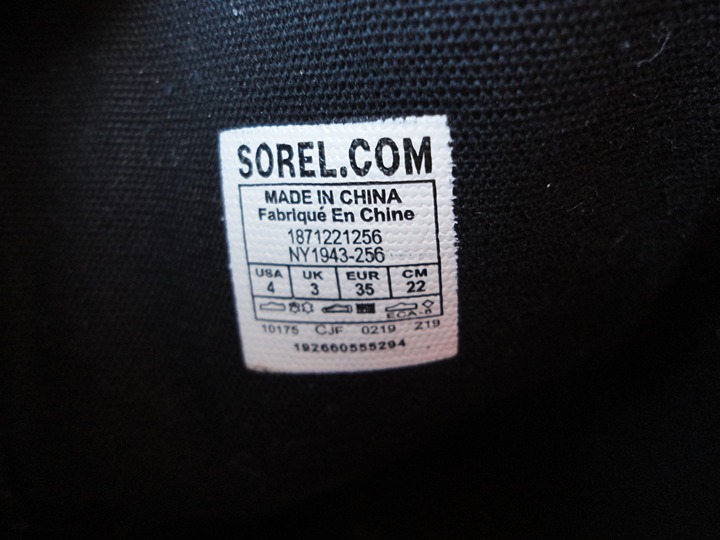 SOREL.COM
MADE IN CHINA
Fabriqué En Chine
1871221256
NY1943-256
USA UK EUR CM
4 3 35 22
ECA-n
10175 CJF 0219 Z19
192660555294